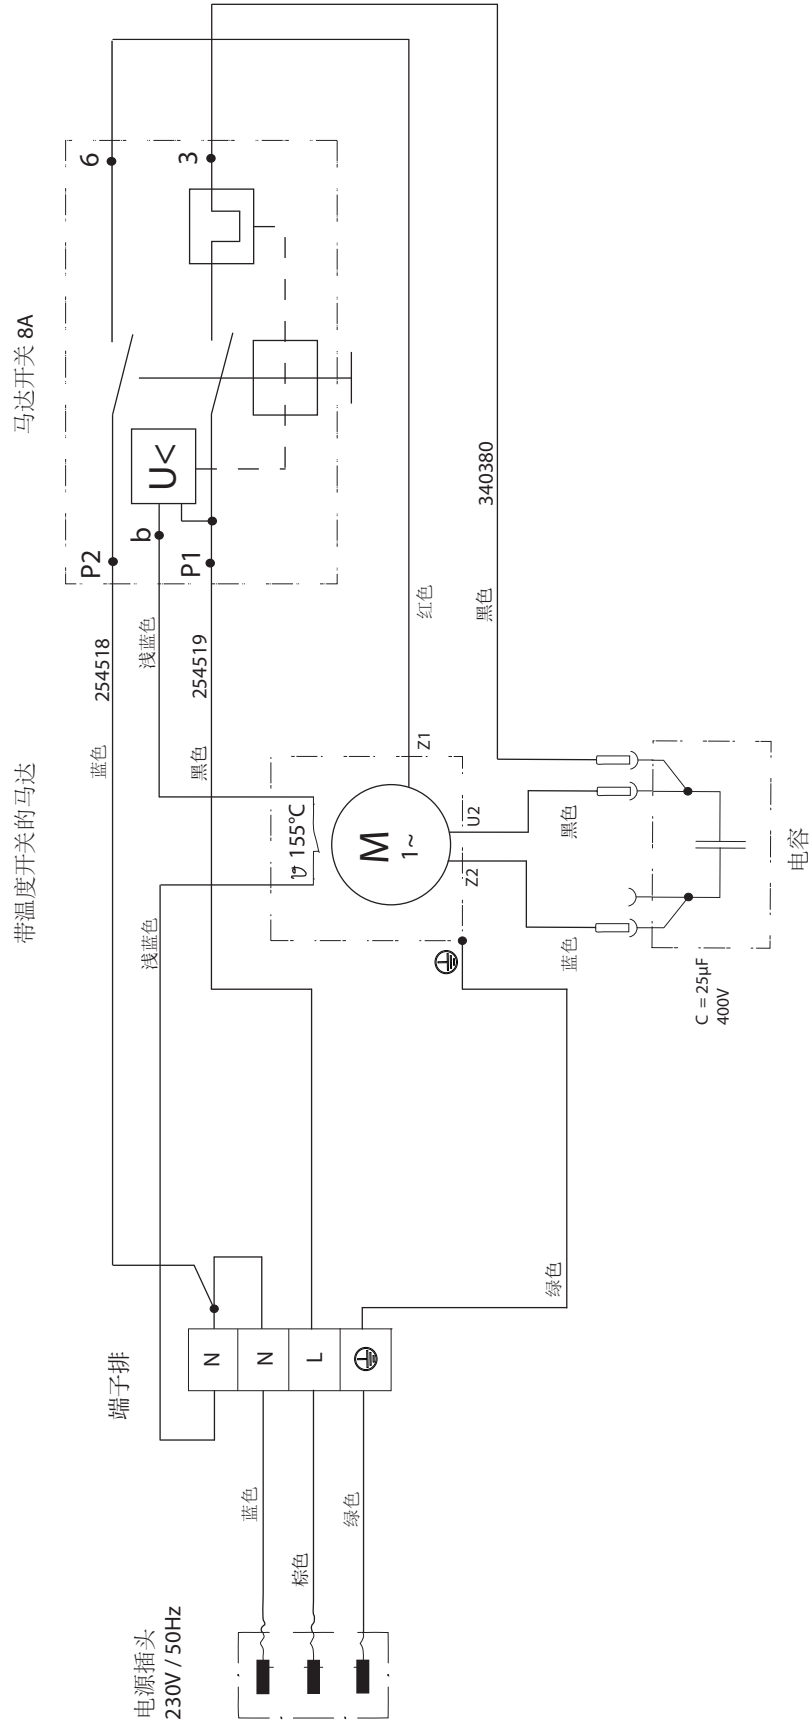 电源插头
230V / 50Hz
蓝色
棕色
绿色
端子排
N
N
L
绿色
带温度开关的马达
浅蓝色
蓝色
254518
浅蓝色
黑色
254519
ϑ 155°C
M
1~
Z1
U2
Z2
蓝色
黑色
C = 25µF
400V
电容
红色
黑色
340380
马达开关 8A
P2
b
P1
U<
6
3